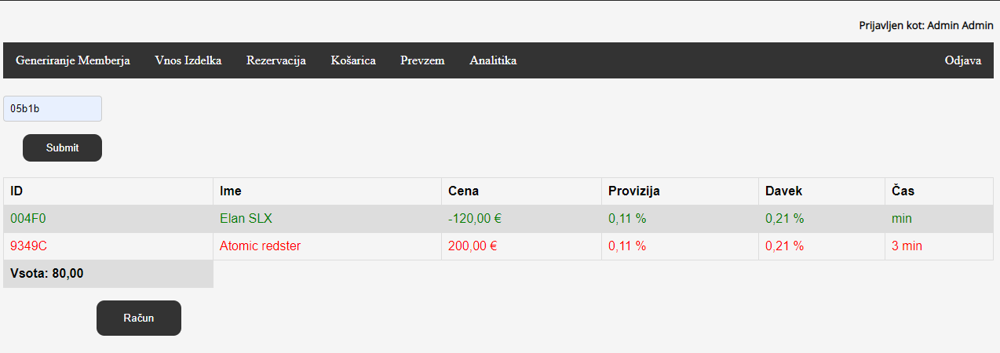 Prijavljen kot: Admin Admin
Generiranje Memberja Vnos Izdelka Rezervacija Košarica Prevzem Analitika Odjava
05b1b
Submit
ID Ime Cena Provizija Davek Čas
004F0 Elan SLX -120,00 € 0,11 % 0,21 % min
9349C Atomic redster 200,00 € 0,11 % 0,21 % 3 min
Vsota: 80,00
Račun